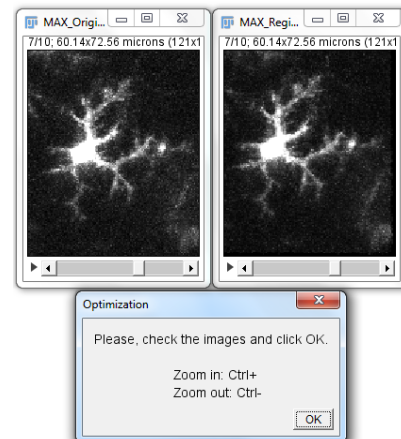 MAX_Origi...
7/10; 60.14x72.56 microns (121x1
MAX_Regi...
7/10; 60.14x72.56 microns (121x1
Optimization
Please, check the images and click OK.
Zoom in: Ctrl+
Zoom out: Ctrl-
OK